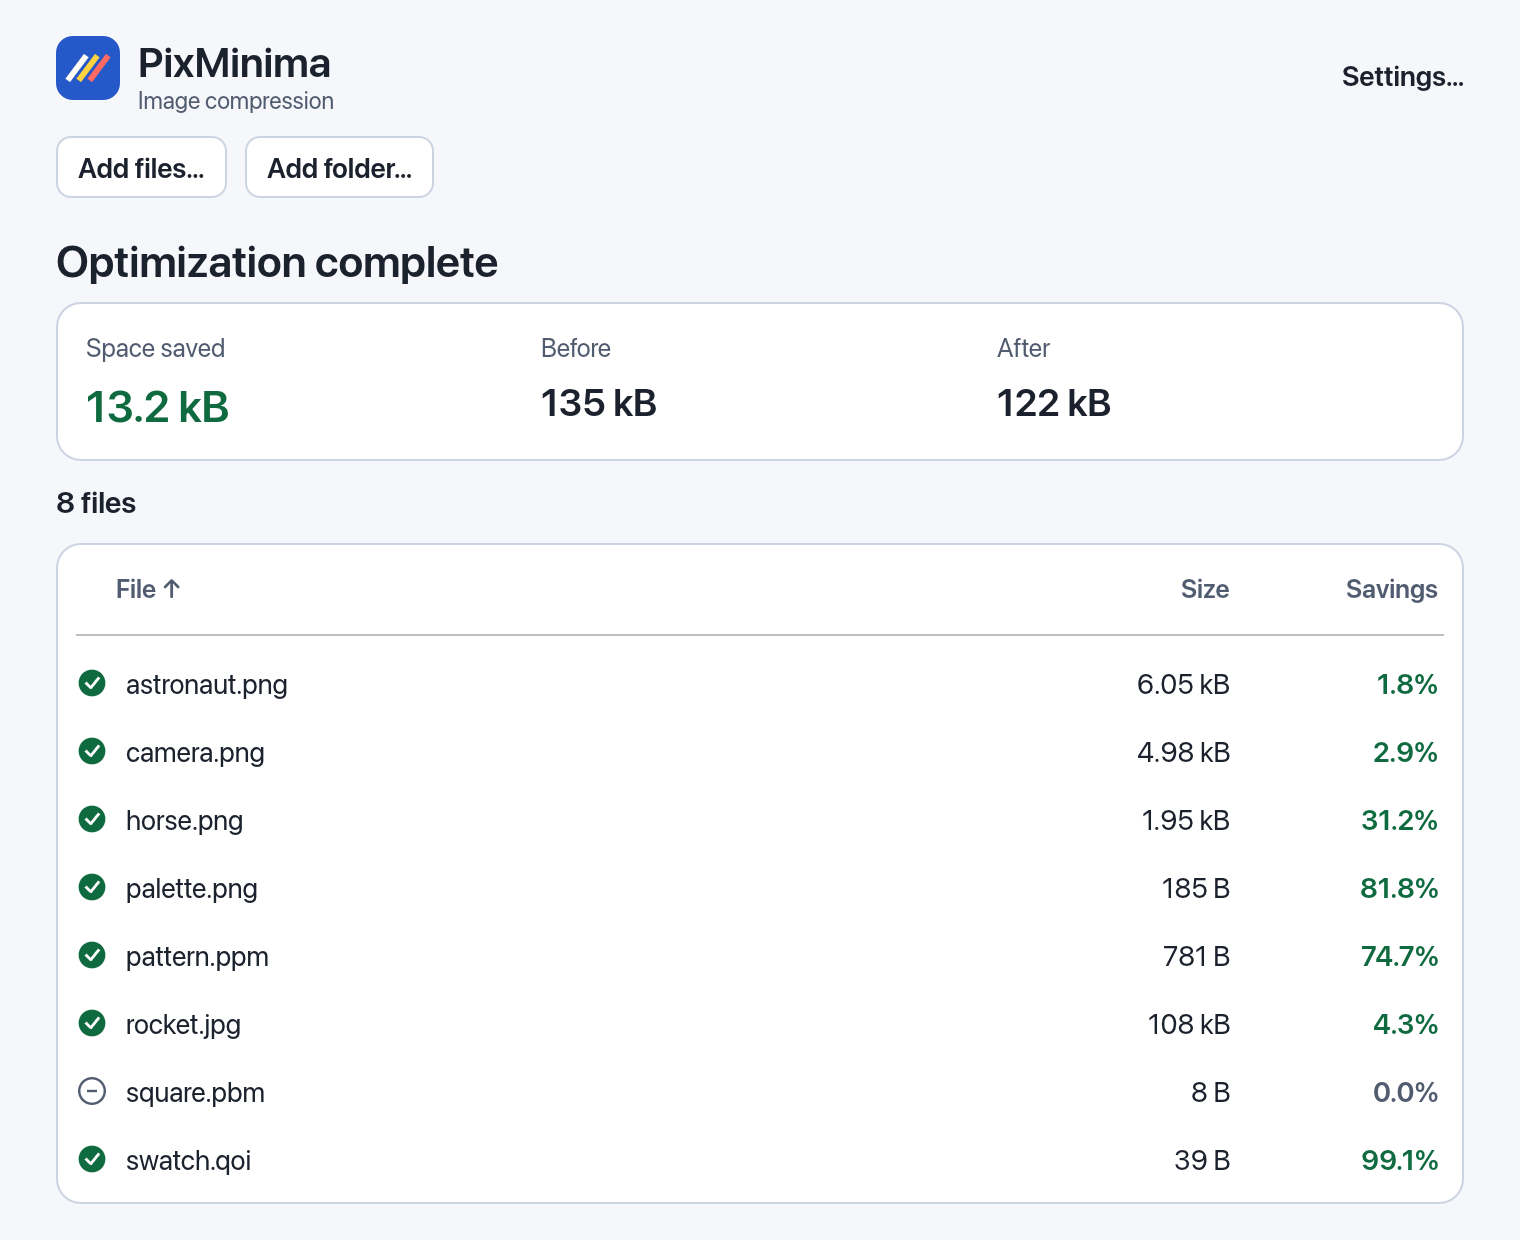 PixMinima
Image compression
Settings...
Add files... Add folder...
Optimization complete
Space saved Before After
13.2 kB 135 kB 122 kB
8 files
File ↑ Size Savings
astronaut.png 6.05 kB 1.8%
camera.png 4.98 kB 2.9%
horse.png 1.95 kB 31.2%
palette.png 185 B 81.8%
pattern.ppm 781 B 74.7%
rocket.jpg 108 kB 4.3%
square.pbm 8 B 0.0%
swatch.qoi 39 B 99.1%